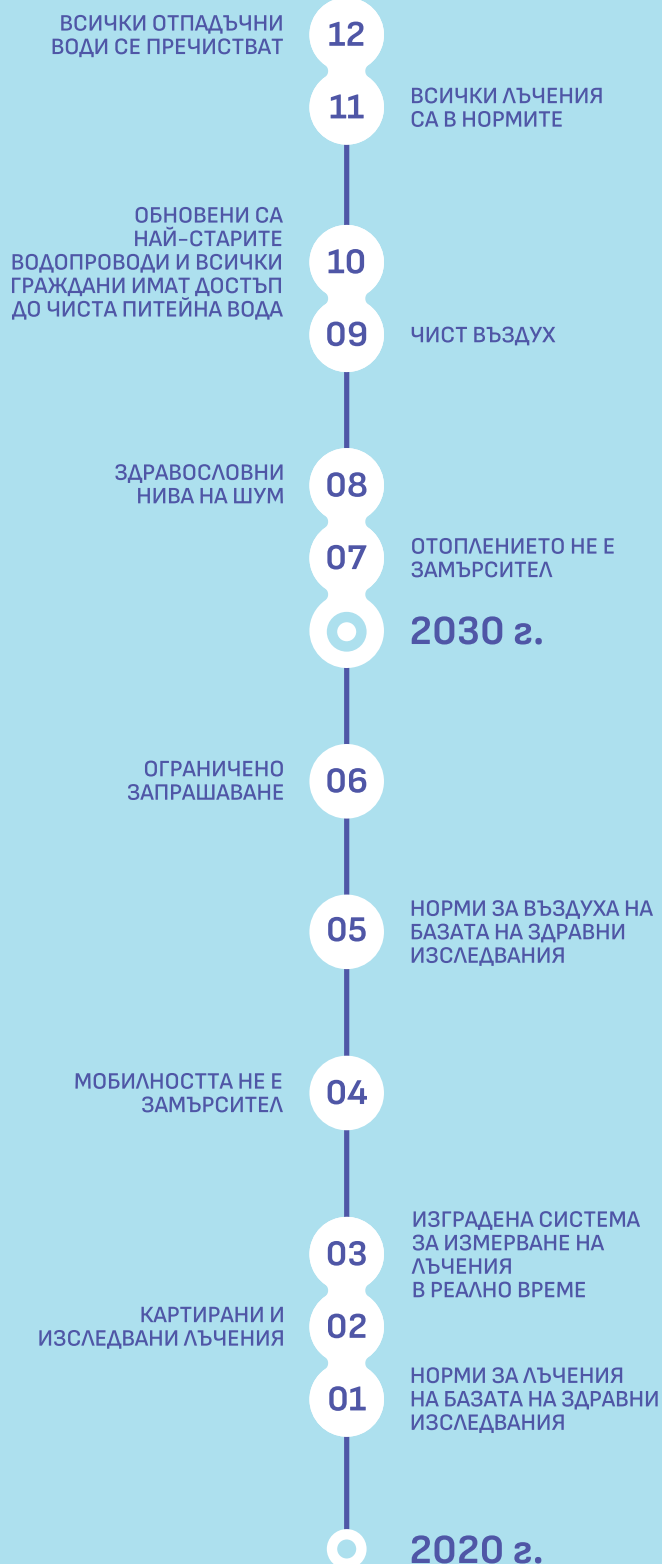 ВСИЧКИ ОТПАДЪЧНИ
ВОДИ СЕ ПРЕЧИСТВАТ
12
11
ВСИЧКИ ЛЪЧЕНИЯ
СА В НОРМИТЕ
ОБНОВЕНИ СА
НАЙ-СТАРИТЕ
ВОДОПРОВОДИ И ВСИЧКИ
ГРАЖДАНИ ИМАТ ДОСТЪП
ДО ЧИСТА ПИТЕЙНА ВОДА
10
09
ЧИСТ ВЪЗДУХ
ЗДРАВОСЛОВНИ
НИВА НА ШУМ
08
07
ОТОПЛЕНИЕТО НЕ Е
ЗАМЪРСИТЕЛ
2030 г.
ОГРАНИЧЕНО
ЗАПРАШАВАНЕ
06
05
НОРМИ ЗА ВЪЗДУХА НА
БАЗАТА НА ЗДРАВНИ
ИЗСЛЕДВАНИЯ
МОБИЛНОСТТА НЕ Е
ЗАМЪРСИТЕЛ
04
03
ИЗГРАДЕНА СИСТЕМА
ЗА ИЗМЕРВАНЕ НА
ЛЪЧЕНИЯ
В РЕАЛНО ВРЕМЕ
КАРТИРАНИ И
ИЗСЛЕДВАНИ ЛЪЧЕНИЯ
02
01
НОРМИ ЗА ЛЪЧЕНИЯ
НА БАЗАТА НА ЗДРАВНИ
ИЗСЛЕДВАНИЯ
2020 г.